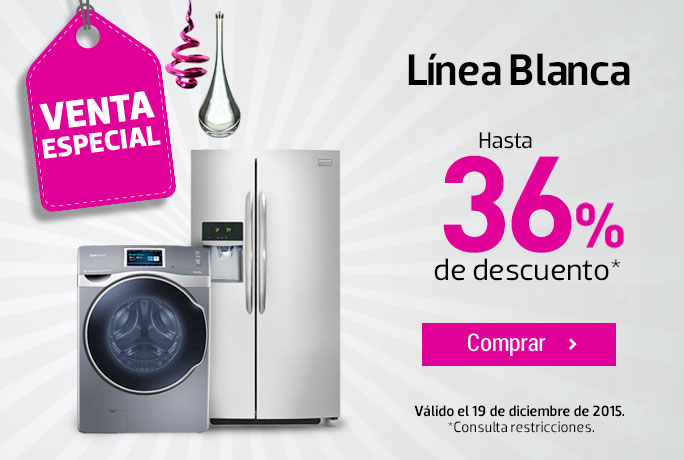 VENTA
ESPECIAL
Línea Blanca
Hasta
36%
de descuento*
Comprar >
Válido el 19 de diciembre de 2015.
*Consulta restricciones.